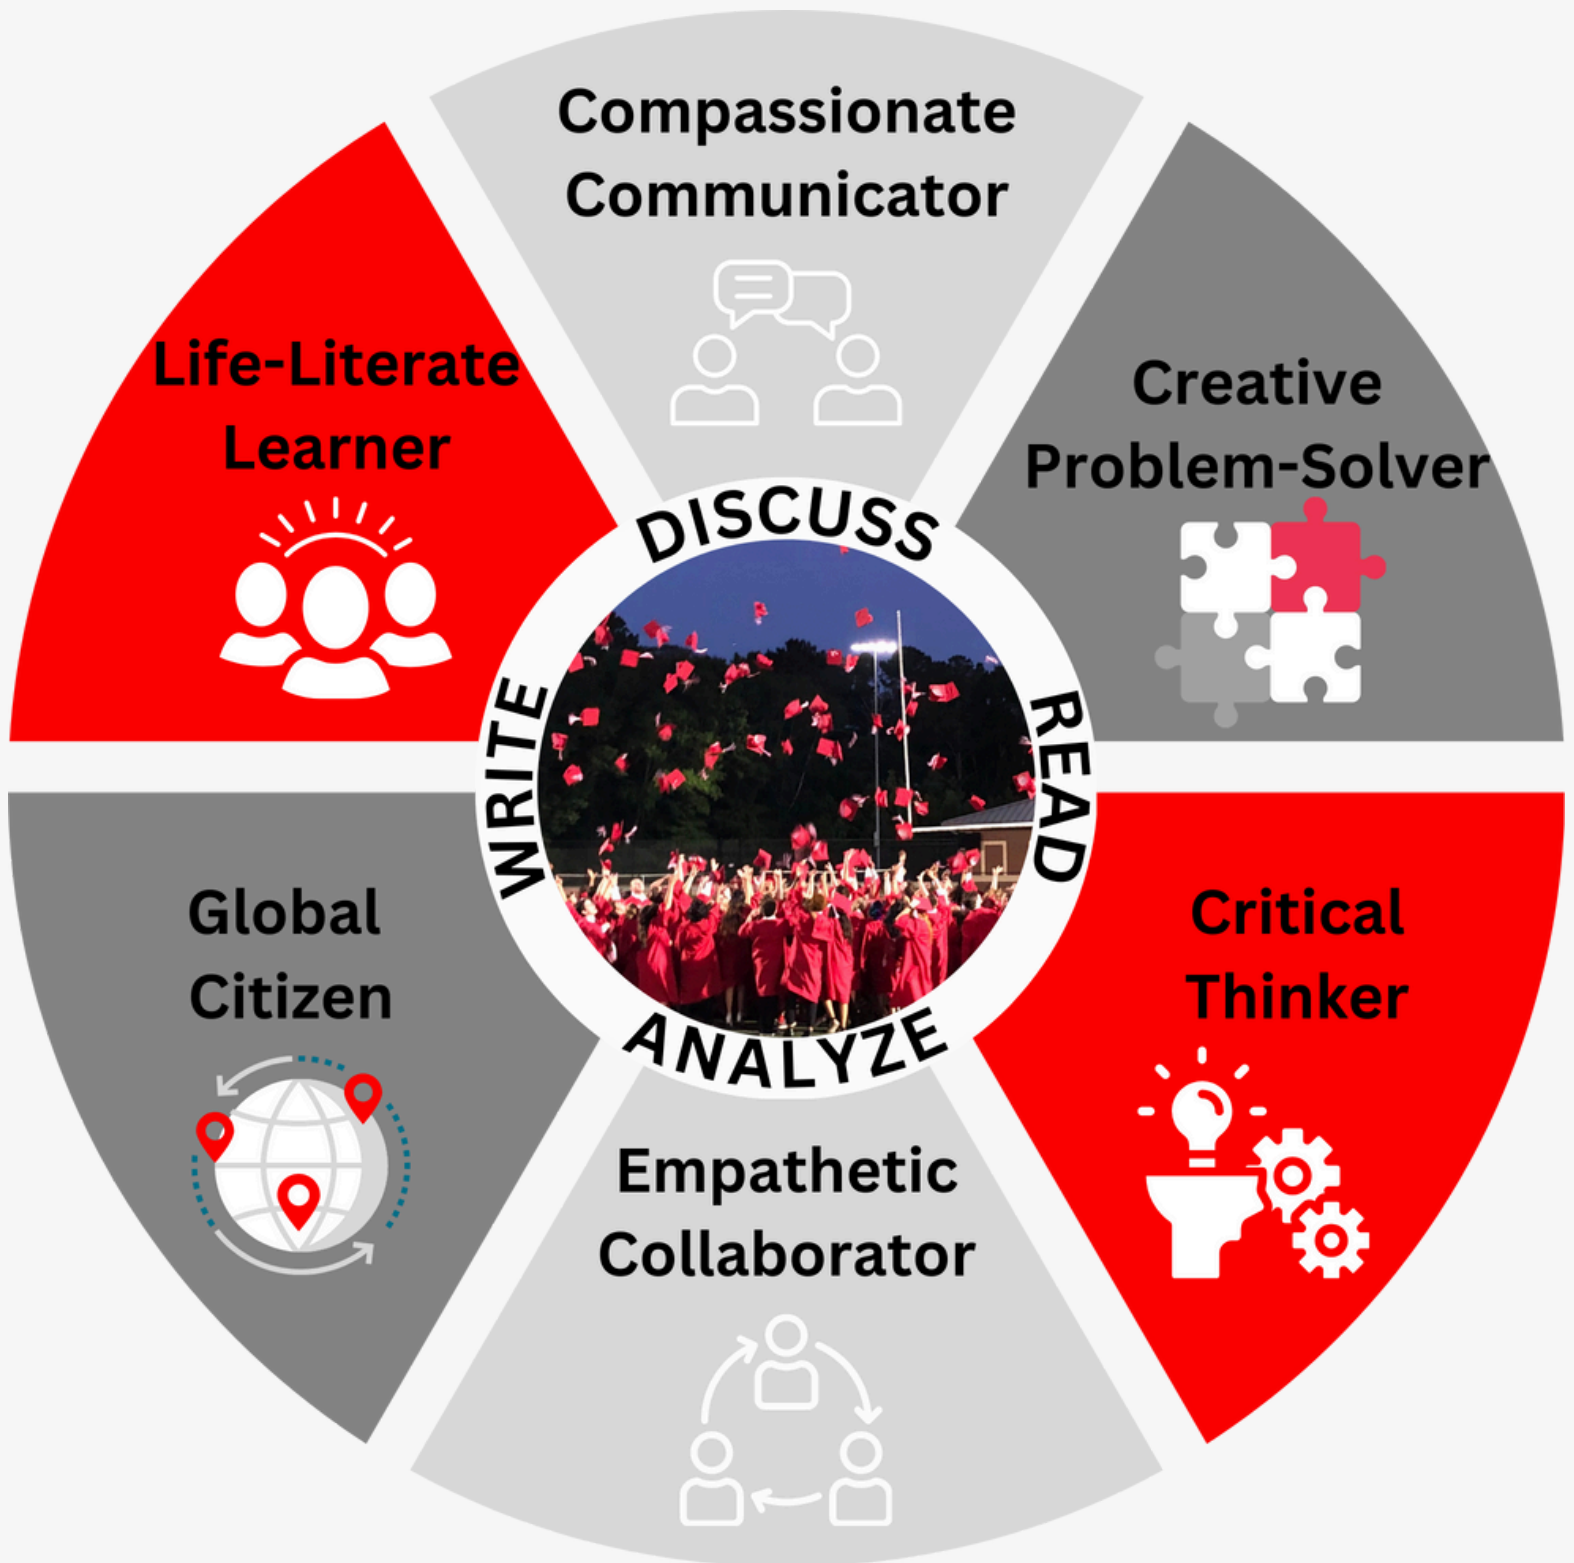 Compassionate
Communicator
Creative
Problem-Solver
Critical
Thinker
Empathetic
Collaborator
Global
Citizen
Life-Literate
Learner
DISCUSS
READ
ANALYZE
WRITE